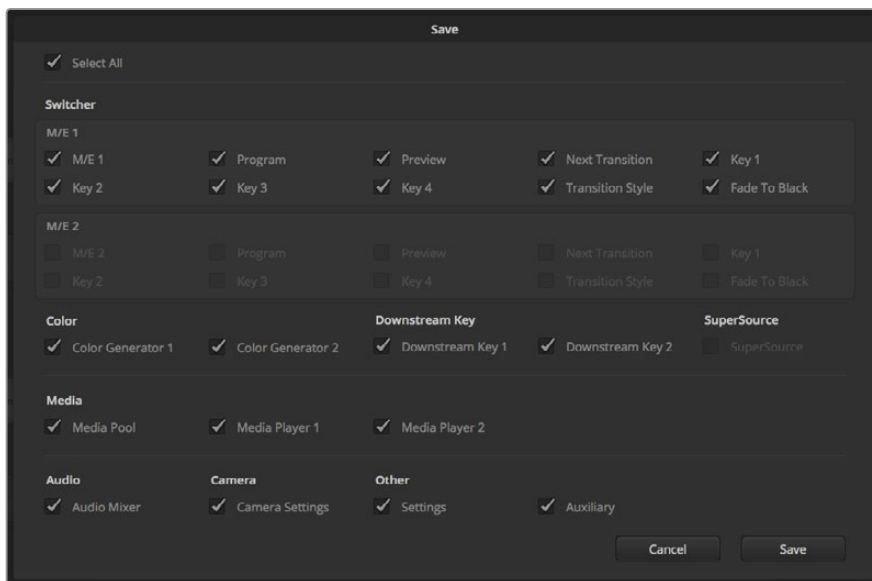 Save
Select All
Switcher
M/E 1
M/E 1 Program Preview Next Transition Key 1
Key 2 Key 3 Key 4 Transition Style Fade To Black
M/E 2
M/E 2 Program Preview Next Transition Key 1
Key 2 Key 3 Key 4 Transition Style Fade To Black
Color Downstream Key SuperSource
Color Generator 1 Color Generator 2 Downstream Key 1 Downstream Key 2 SuperSource
Media
Media Pool Media Player 1 Media Player 2
Audio Camera Other
Audio Mixer Camera Settings Settings Auxiliary
Cancel Save